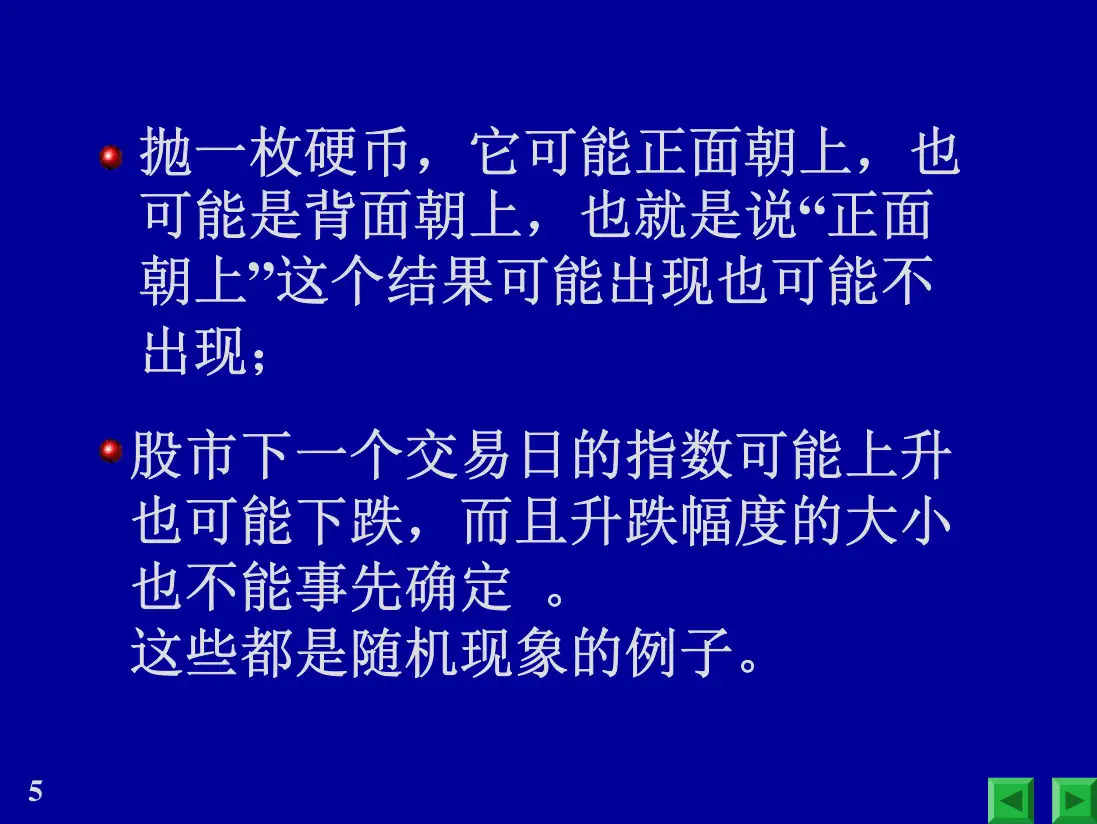 抛一枚硬币，它可能正面朝上，也
可能是背面朝上，也就是说“正面
朝上”这个结果可能出现也可能不
出现；
股市下一个交易日的指数可能上升
也可能下跌，而且升跌幅度的大小
也不能事先确定 。
这些都是随机现象的例子。
5